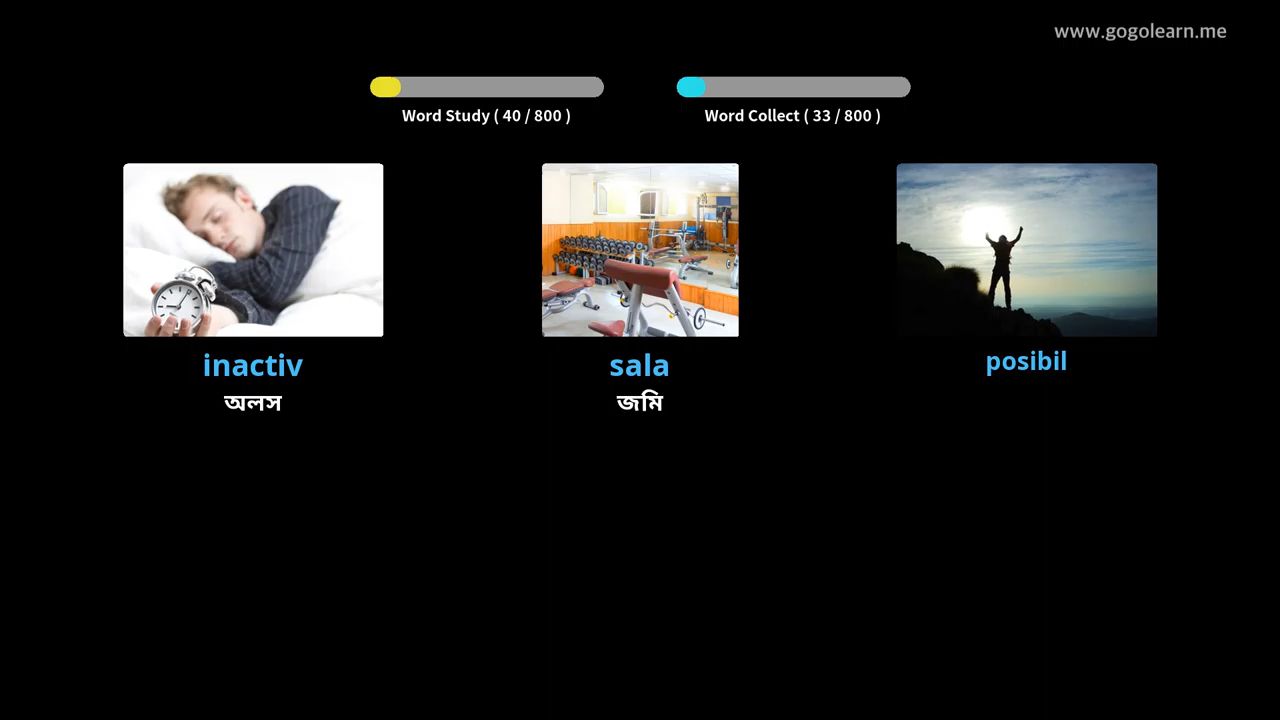 www.gogolearn.me
Word Study ( 40 / 800 )
Word Collect ( 33 / 800 )
inactiv
অলস
sala
জমি
posibil